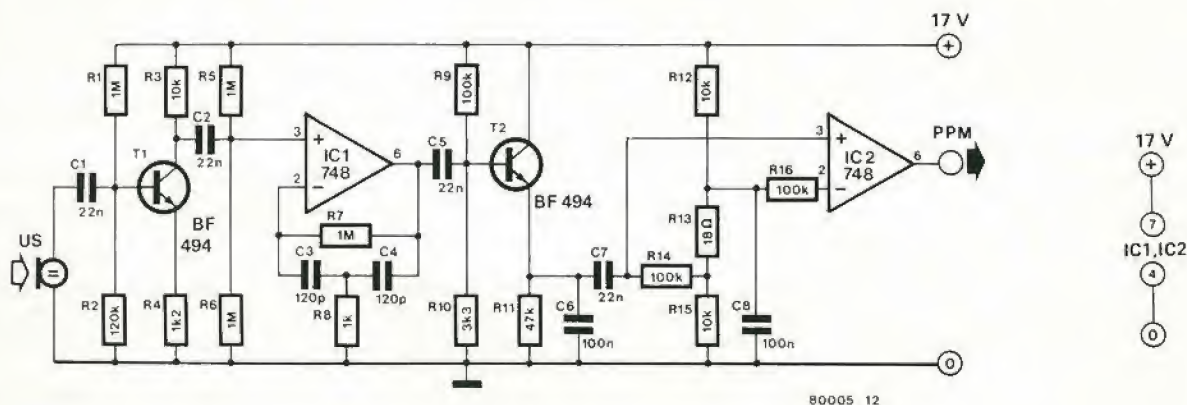 17 V
+
R1
1M
R3
10k
R5
1M
C2
22n
T1
C1
22n
BF
494
US
=
R2
120k
R4
1k2
R6
1M
3
+
IC1
748
2
−
6
R7
1M
C3
120p
C4
120p
R8
1k
C5
22n
R9
100k
T2
BF 494
R10
3k3
R11
47k
C6
100n
C7
22n
R14
100k
R12
10k
R13
18Ω
R15
10k
R16
100k
C8
100n
3
+
IC2
748
2
−
6
PPM
0
17 V
+
7
IC1,IC2
4
0
80005 12